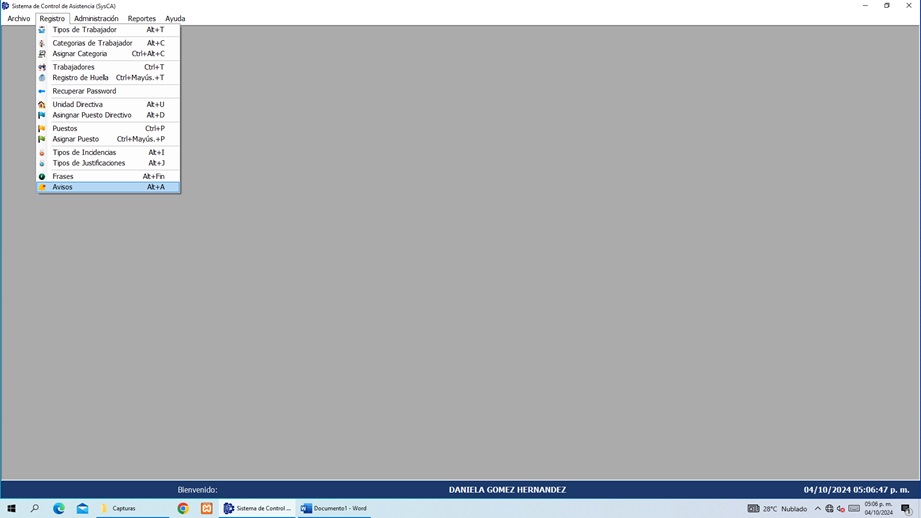 Sistema de Control de Asistencia (SysCA)
Archivo Registro Administración Reportes Ayuda
Tipos de Trabajador Alt+T
Categorias de Trabajador Alt+C
Asignar Categoria Ctrl+Alt+C
Trabajadores Ctrl+T
Registro de Huella Ctrl+Mayús.+T
Recuperar Password
Unidad Directiva Alt+U
Asingnar Puesto Directivo Alt+D
Puestos Ctrl+P
Asignar Puesto Ctrl+Mayús.+P
Tipos de Incidencias Alt+I
Tipos de Justificaciones Alt+J
Frases Alt+Fin
Avisos Alt+A
Bienvenido: DANIELA GOMEZ HERNANDEZ 04/10/2024 05:06:47 p. m.
Capturas Sistema de Control ... Documento1 - Word 28°C Nublado 05:06 p. m.
04/10/2024